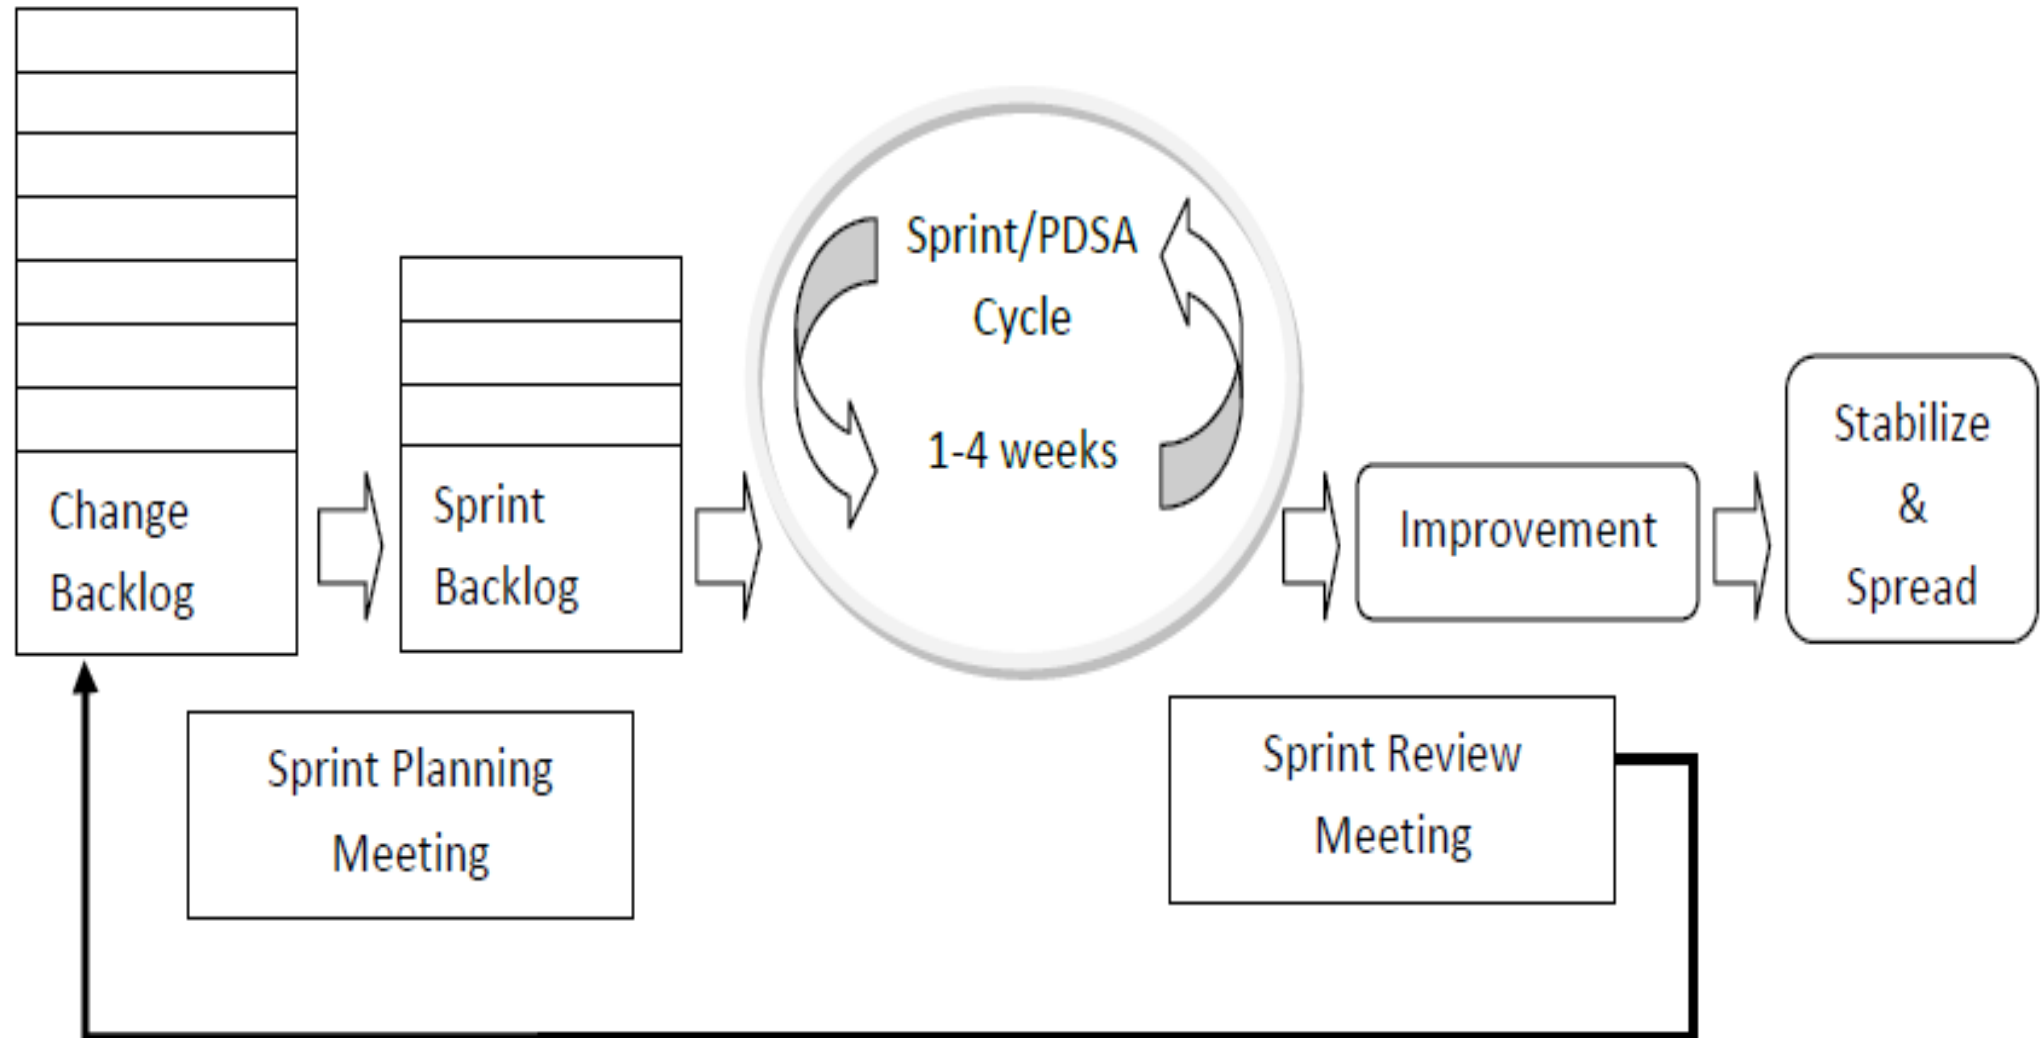 Change
Backlog
Sprint
Backlog
Sprint/PDSA
Cycle
1-4 weeks
Improvement
Stabilize
&
Spread
Sprint Planning
Meeting
Sprint Review
Meeting